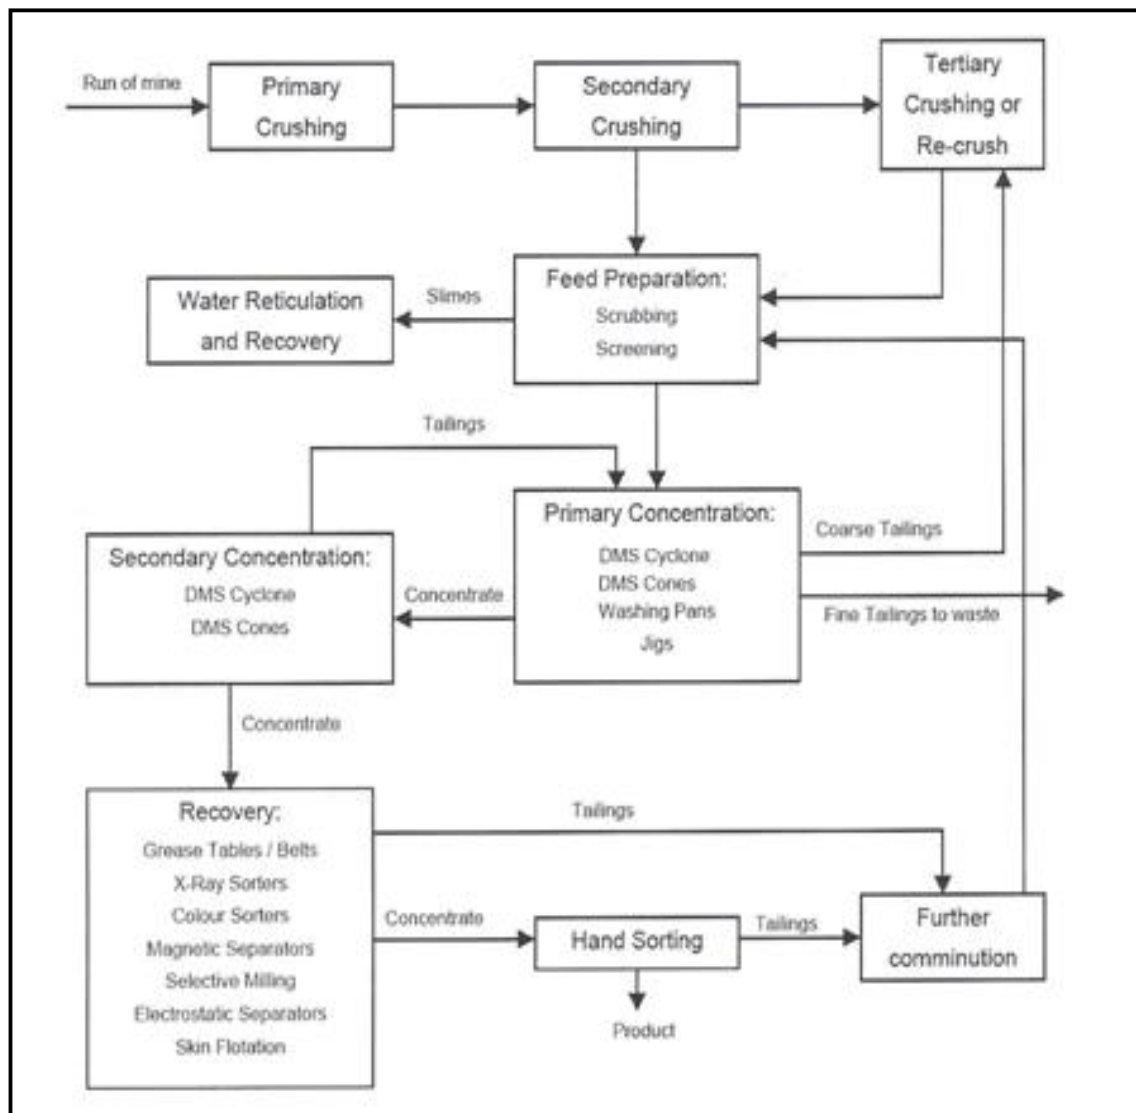 Run of mine
Primary
Crushing
Secondary
Crushing
Tertiary
Crushing or
Re-crush
Feed Preparation:
Scrubbing
Screening
Slimes
Water Reticulation
and Recovery
Tailings
Primary Concentration:
DMS Cyclone
DMS Cones
Washing Pans
Jigs
Coarse Tailings
Fine Tailings to waste
Concentrate
Secondary Concentration:
DMS Cyclone
DMS Cones
Concentrate
Recovery:
Grease Tables / Belts
X-Ray Sorters
Colour Sorters
Magnetic Separators
Selective Milling
Electrostatic Separators
Skin Flotation
Tailings
Concentrate
Hand Sorting
Tailings
Further
comminution
Product